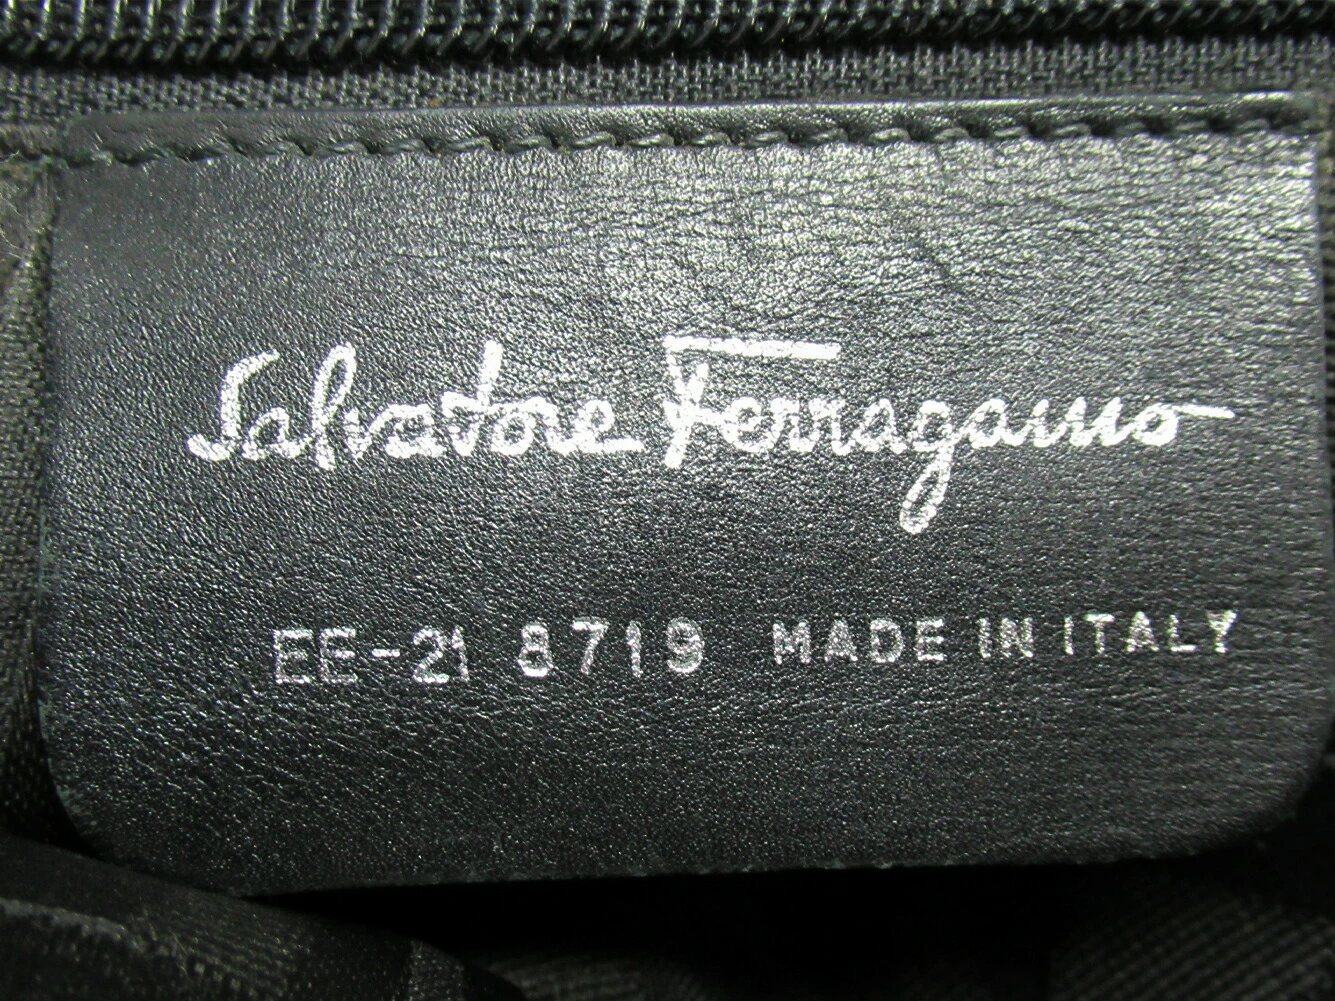 Salvatore Ferragamo
EE-21 8719 MADE IN ITALY